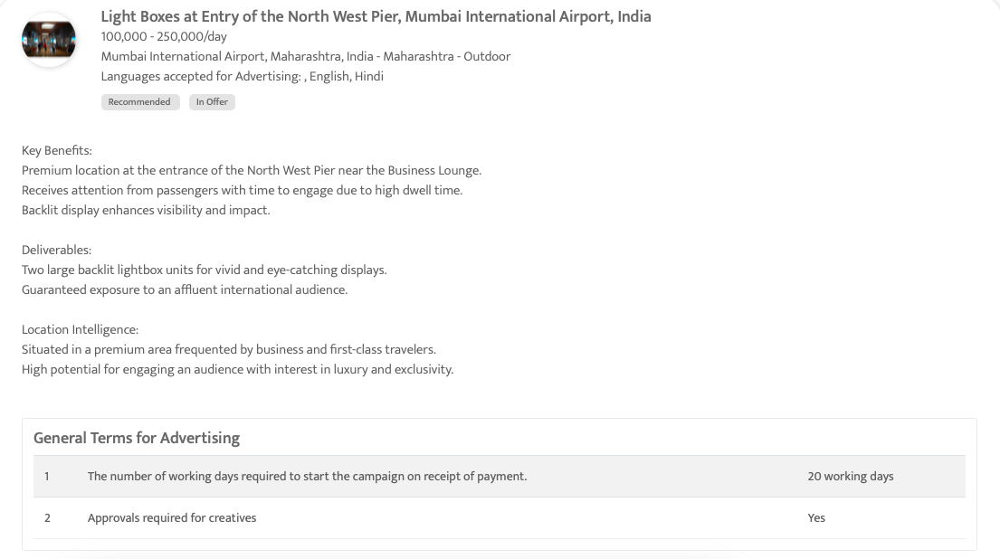 Light Boxes at Entry of the North West Pier, Mumbai International Airport, India
100,000 - 250,000/day
Mumbai International Airport, Maharashtra, India - Maharashtra - Outdoor
Languages accepted for Advertising: , English, Hindi
Recommended In Offer
Key Benefits:
Premium location at the entrance of the North West Pier near the Business Lounge.
Receives attention from passengers with time to engage due to high dwell time.
Backlit display enhances visibility and impact.
Deliverables:
Two large backlit lightbox units for vivid and eye-catching displays.
Guaranteed exposure to an affluent international audience.
Location Intelligence:
Situated in a premium area frequented by business and first-class travelers.
High potential for engaging an audience with interest in luxury and exclusivity.
General Terms for Advertising
1 The number of working days required to start the campaign on receipt of payment. 20 working days
2 Approvals required for creatives Yes